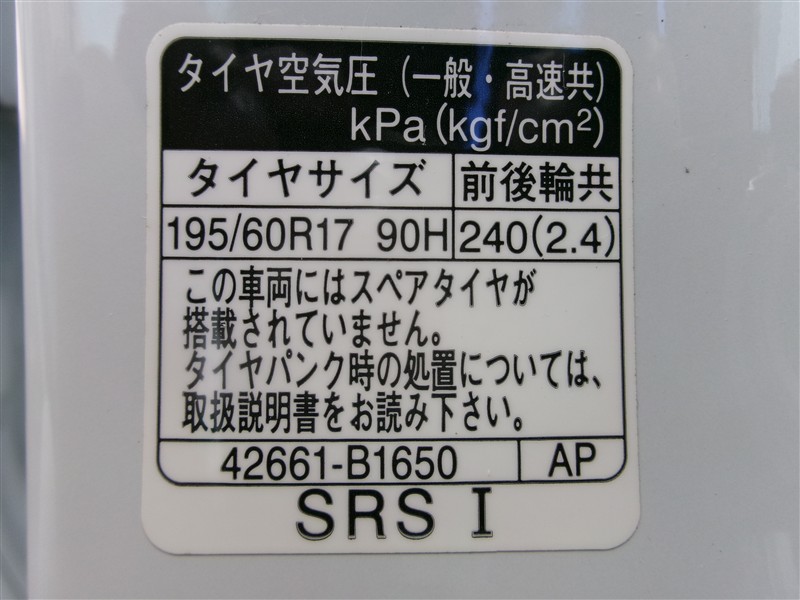 タイヤ空気圧 (一般・高速共)
kPa(kgf/cm²)
タイヤサイズ 前後輪共
195/60R17 90H 240(2.4)
この車両にはスペアタイヤが
搭載されていません。
タイヤパンク時の処置については、
取扱説明書をお読み下さい。
42661-B1650 AP
SRS I